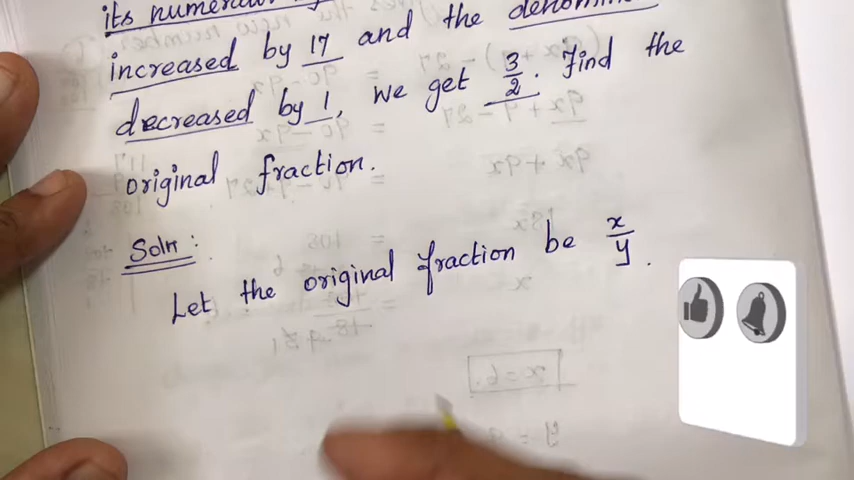 its numerator
increased by 17 and the
decreased by 1, we get 3/2. Find the
original fraction.
Soln:
Let the original fraction be x/y.